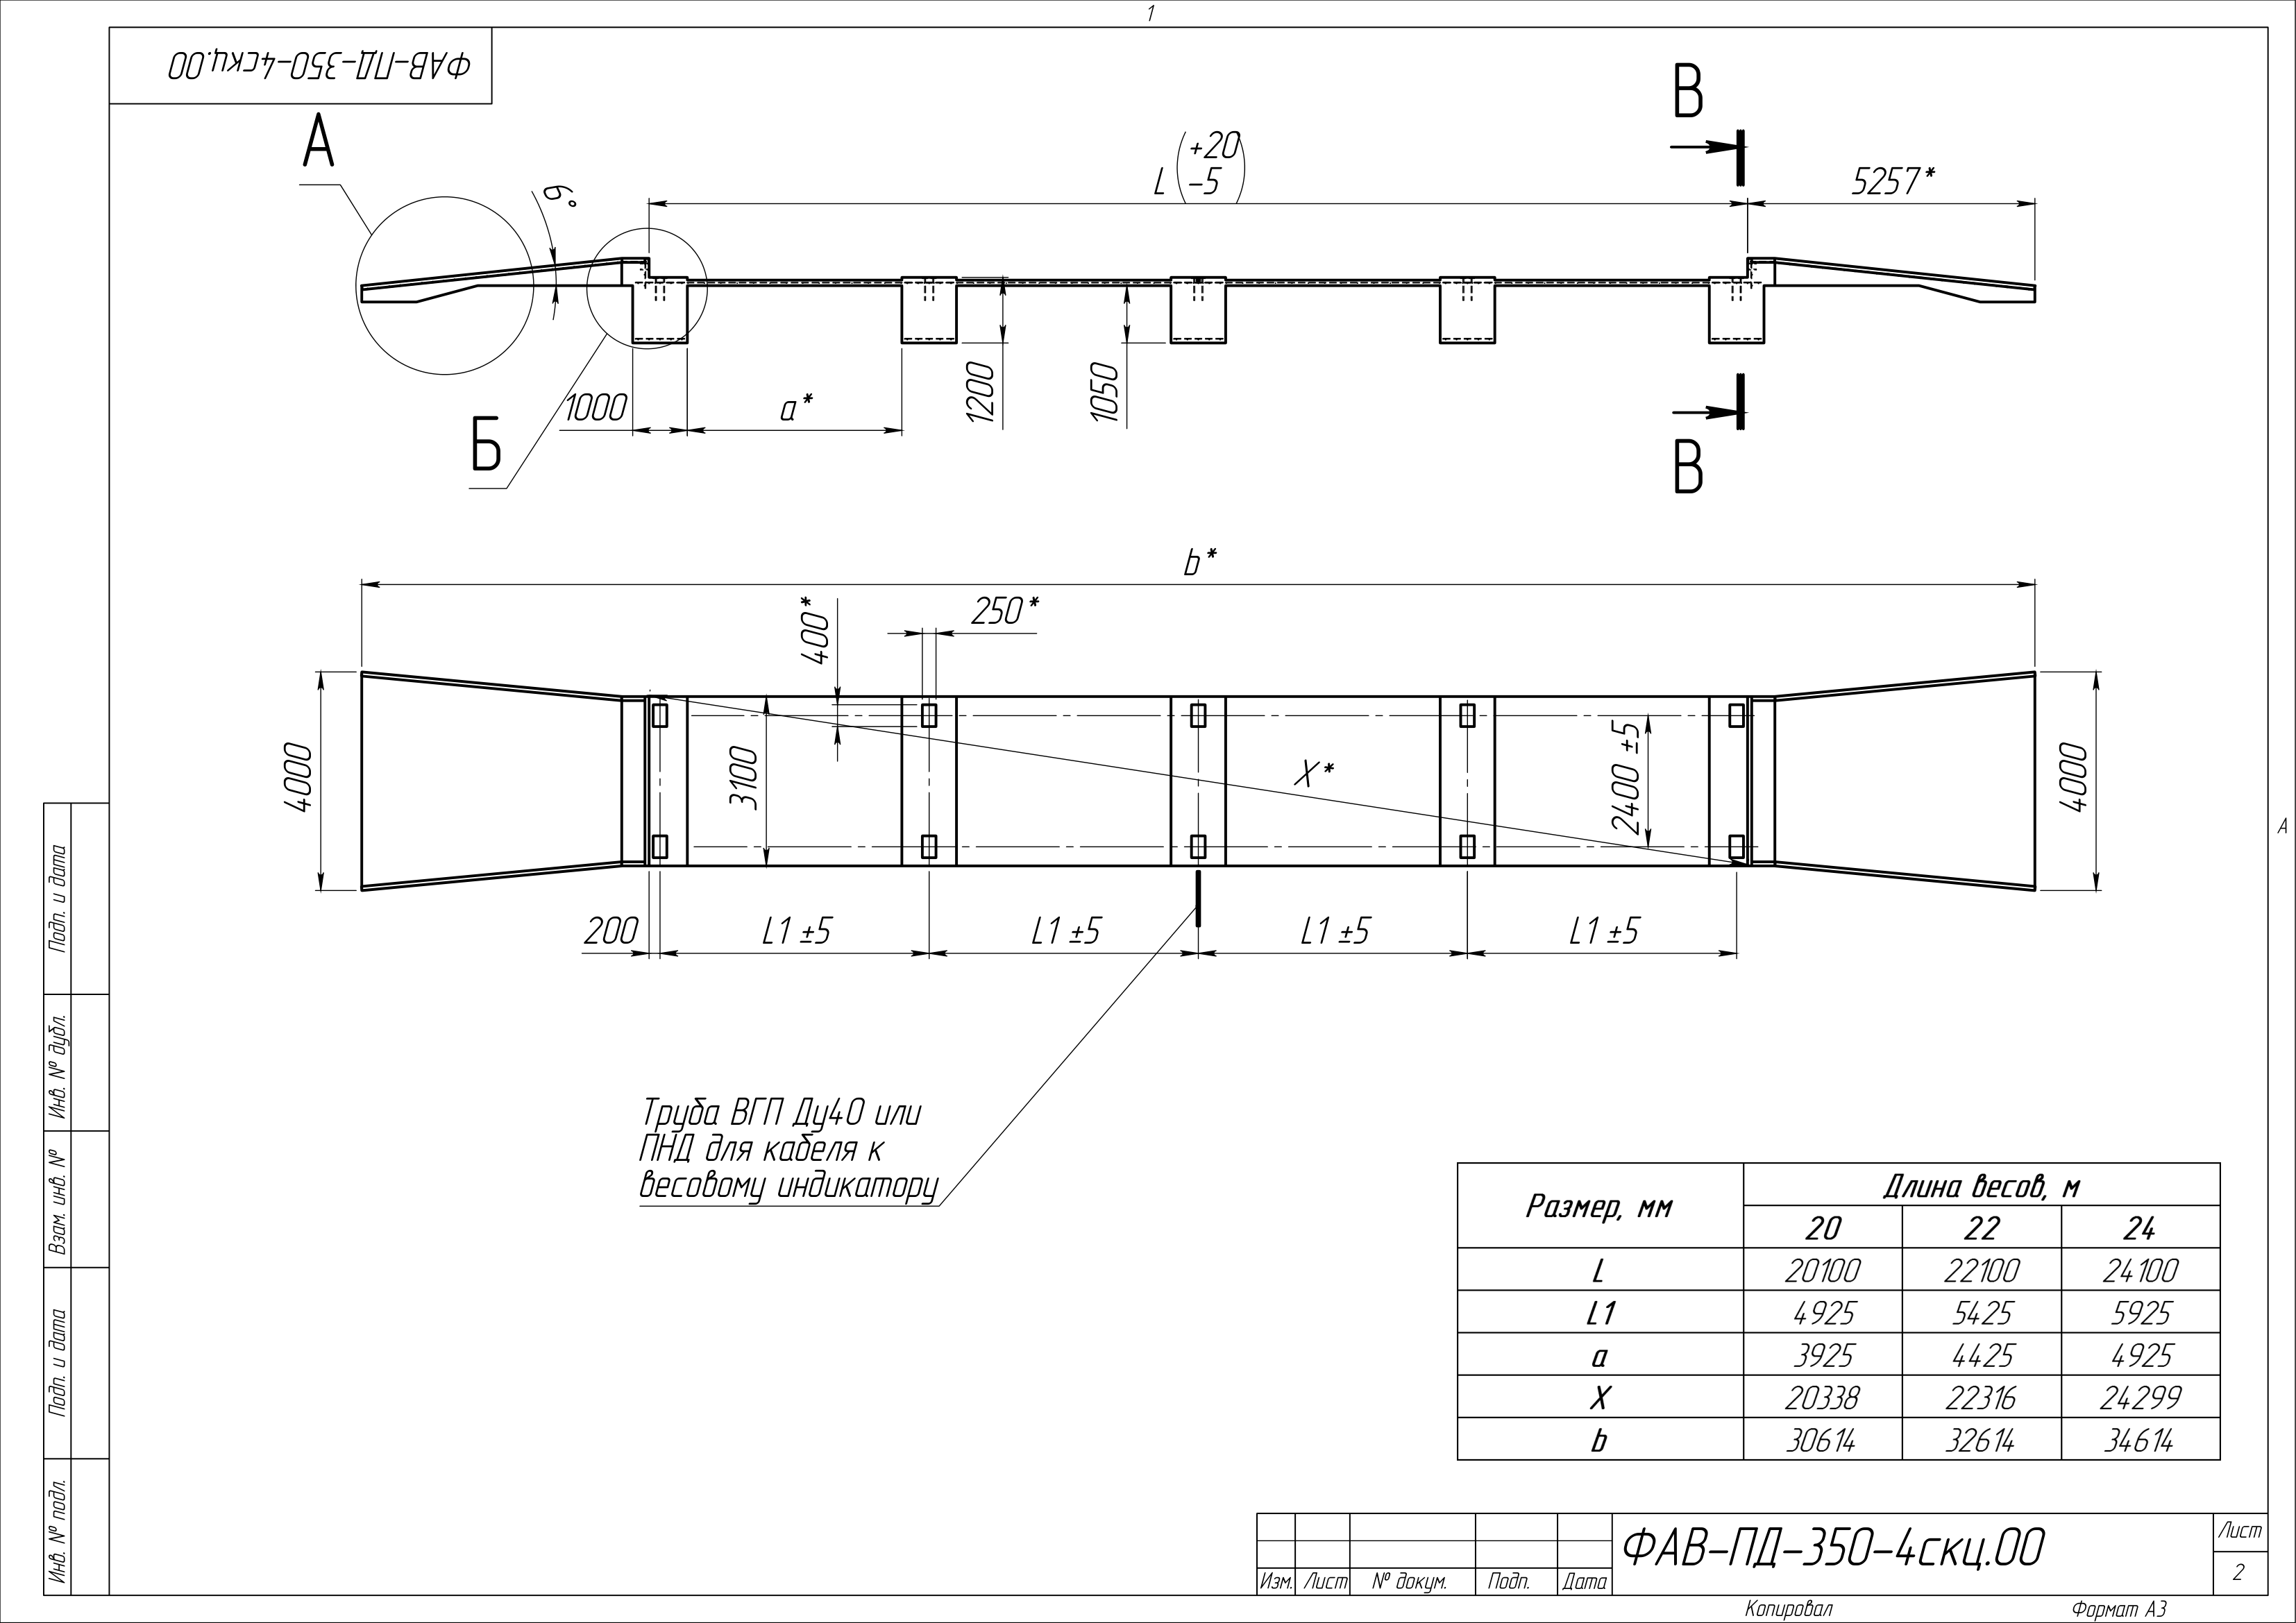 1
ФАВ-ПД-350-4скц.00
А
Б
6°
L (+20
-5)
В
В
5257*
1000
a*
1200
1050
b*
400*
250*
4000
3100
X*
2400 ±5
4000
А
200
L1 ±5
L1 ±5
L1 ±5
L1 ±5
Труба ВГП Ду40 или
ПНД для кабеля к
весовому индикатору
Размер, мм
Длина весов, м
20 22 24
L 20100 22100 24100
L1 4925 5425 5925
a 3925 4425 4925
X 20338 22316 24299
b 30614 32614 34614
Подп. и дата
Инв. № дубл.
Взам. инв. №
Подп. и дата
Инв. № подл.
Изм. Лист № докум. Подп. Дата
ФАВ-ПД-350-4скц.00
Лист
2
Копировал
Формат А3